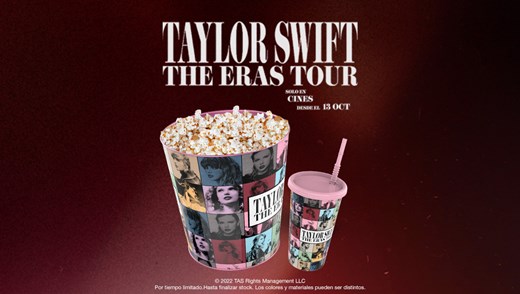 TAYLOR SWIFT
THE ERAS TOUR
SOLO EN
CINES
DESDE EL 13 OCT
TAYLOR SWIFT
THE ERAS TOUR
TAYLOR SWIFT
THE ERAS TOUR
© 2022 TAS Rights Management LLC
Por tiempo limitado.Hasta finalizar stock. Los colores y materiales pueden ser distintos.